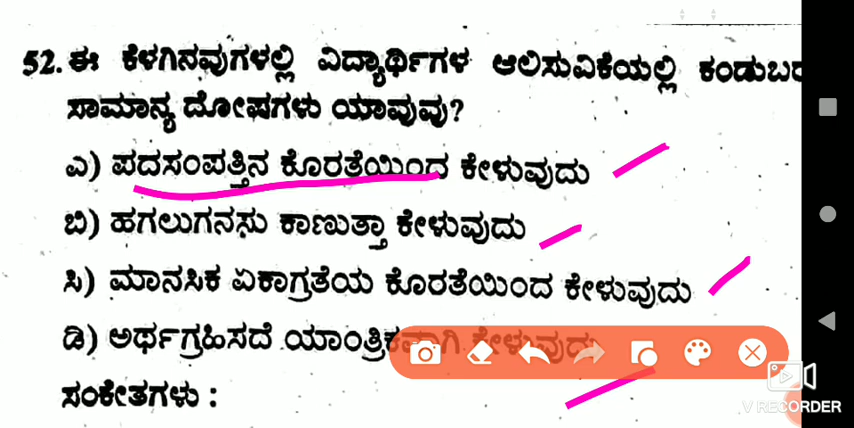 52. ಈ ಕೆಳಗಿನವುಗಳಲ್ಲಿ ವಿದ್ಯಾರ್ಥಿಗಳ ಆಲಿಸುವಿಕೆಯಲ್ಲಿ ಕಂಡುಬರ
ಸಾಮಾನ್ಯ ದೋಷಗಳು ಯಾವುವು?
ಎ) ಪದಸಂಪತ್ತಿನ ಕೊರತೆಯಿಂದ ಕೇಳುವುದು
ಬಿ) ಹಗಲುಗನಸು ಕಾಣುತ್ತಾ ಕೇಳುವುದು
ಸಿ) ಮಾನಸಿಕ ಏಕಾಗ್ರತೆಯ ಕೊರತೆಯಿಂದ ಕೇಳುವುದು
ಡಿ) ಅರ್ಥಗ್ರಹಿಸದೆ ಯಾಂತ್ರಿಕವಾಗಿ ಕೇಳುವುದು
ಸಂಕೇತಗಳು :
V RECORDER